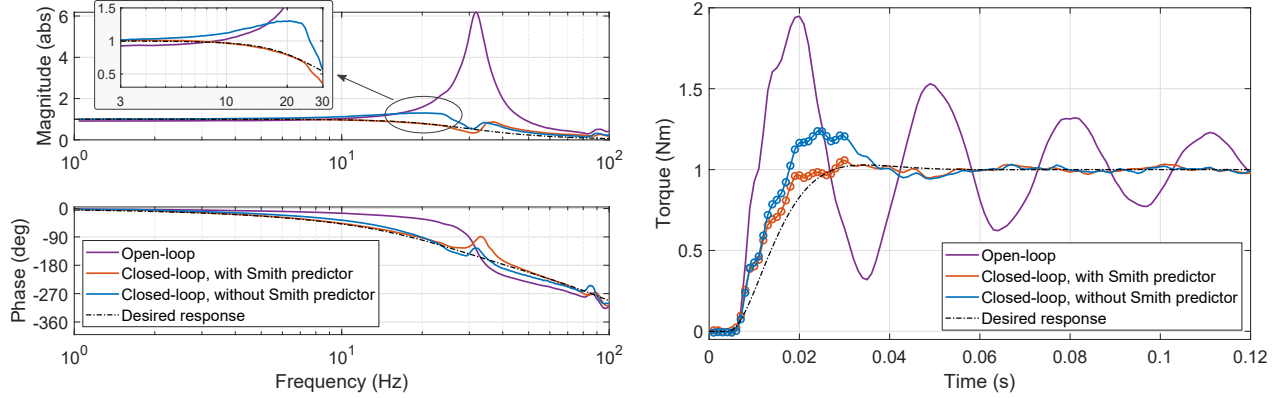 1.5
1
0.5
3
10
20
30
6
4
2
0
Magnitude (abs)
10^0
10^1
10^2
0
-90
-180
-270
-360
Phase (deg)
Open-loop
Closed-loop, with Smith predictor
Closed-loop, without Smith predictor
Desired response
10^0
10^1
10^2
Frequency (Hz)
2
1.5
1
0.5
0
Torque (Nm)
Open-loop
Closed-loop, with Smith predictor
Closed-loop, without Smith predictor
Desired response
0
0.02
0.04
0.06
0.08
0.1
0.12
Time (s)